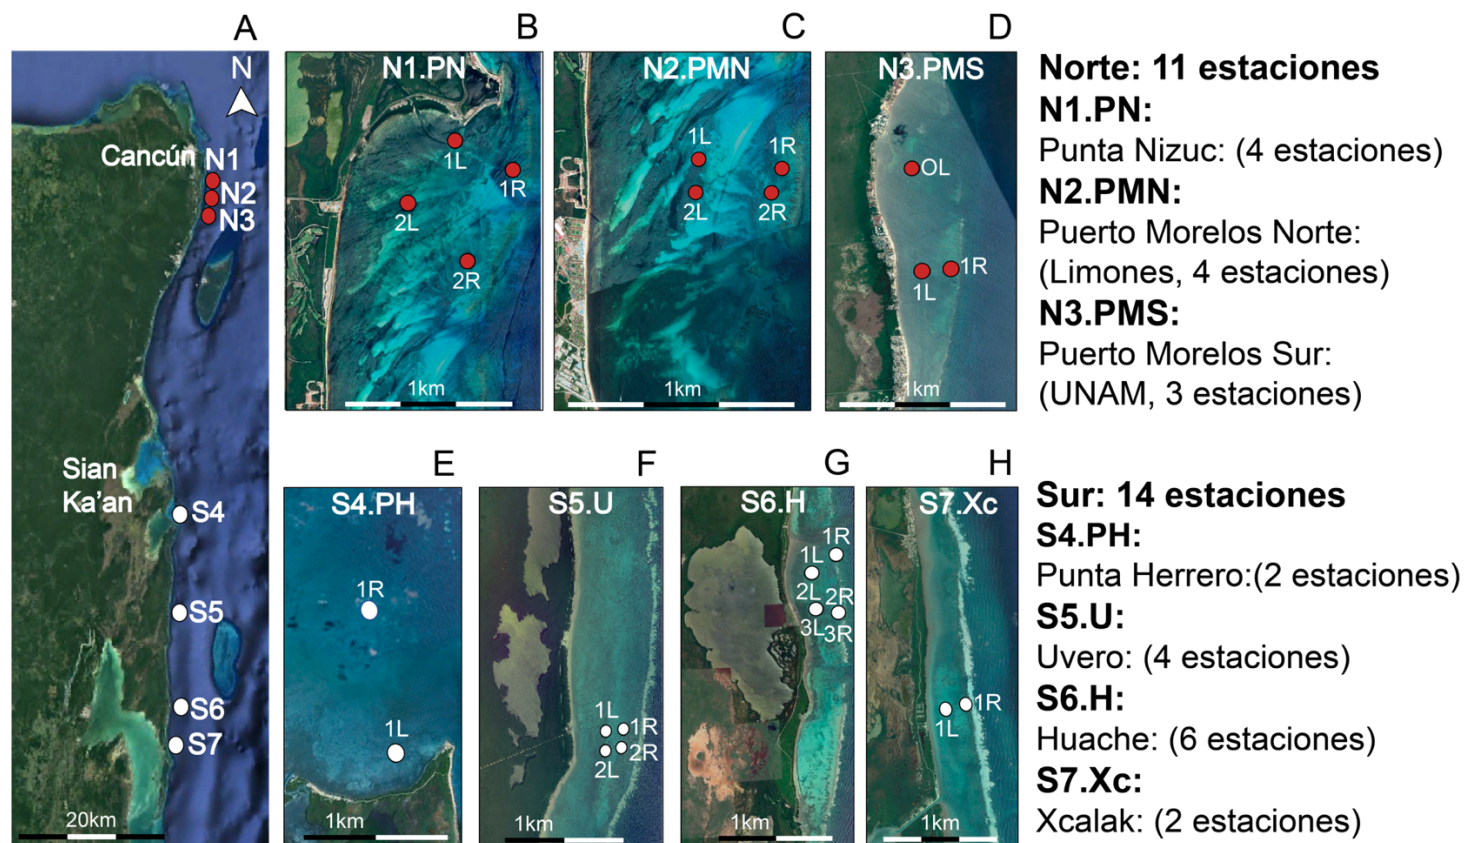 A
N
Cancún
N1
N2
N3
Sian
Ka'an
S4
S5
S6
S7
20km
B
N1.PN
1L
1R
2L
2R
1km
C
N2.PMN
1L
1R
2L
2R
1km
D
N3.PMS
OL
1L
1R
1km
E
S4.PH
1R
1L
1km
F
S5.U
1L
1R
2L
2R
1km
G
S6.H
1R
1L
2L
2R
3L
3R
1km
H
S7.Xc
1R
1L
1km
Norte: 11 estaciones
N1.PN:
Punta Nizuc: (4 estaciones)
N2.PMN:
Puerto Morelos Norte:
(Limones, 4 estaciones)
N3.PMS:
Puerto Morelos Sur:
(UNAM, 3 estaciones)
Sur: 14 estaciones
S4.PH:
Punta Herrero:(2 estaciones)
S5.U:
Uvero: (4 estaciones)
S6.H:
Huache: (6 estaciones)
S7.Xc:
Xcalak: (2 estaciones)